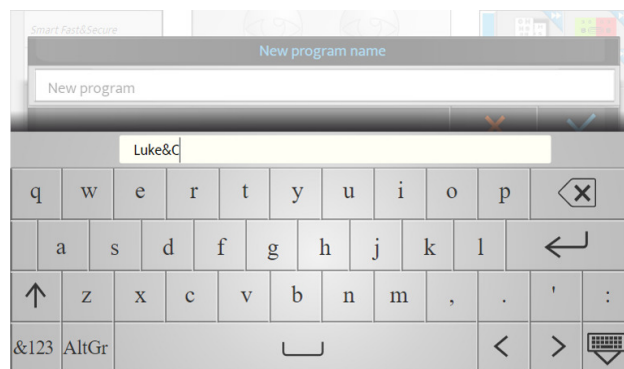 Smart Fast&Secure
New program name
New program
Luke&C
q w e r t y u i o p
a s d f g h j k l
z x c v b n m , . ' :
&123 AltGr < >